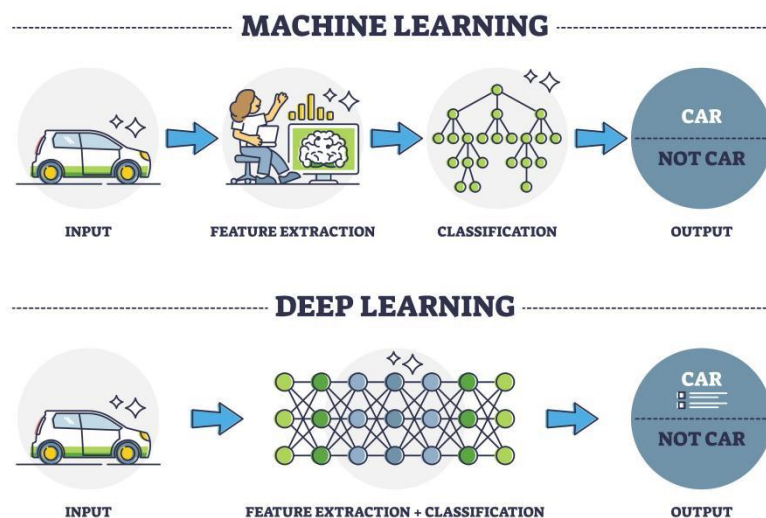 MACHINE LEARNING
CAR
NOT CAR
INPUT
FEATURE EXTRACTION
CLASSIFICATION
OUTPUT
DEEP LEARNING
CAR
NOT CAR
INPUT
FEATURE EXTRACTION + CLASSIFICATION
OUTPUT